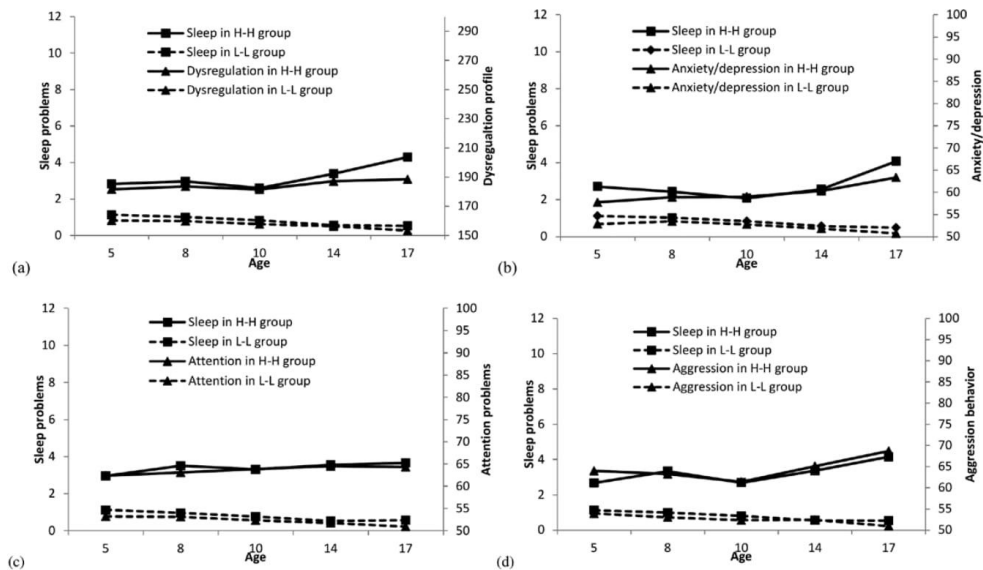 12
10
8
6
4
2
0
Sleep problems
Sleep in H-H group
Sleep in L-L group
Dysregulation in H-H group
Dysregulation in L-L group
290
270
250
230
210
190
170
150
Dysregualtion profile
5 8 10 14 17
Age
(a)
12
10
8
6
4
2
0
Sleep problems
Sleep in H-H group
Sleep in L-L group
Anxiety/depression in H-H group
Anxiety/depression in L-L group
100
95
90
85
80
75
70
65
60
55
50
Anxiety/depression
5 8 10 14 17
Age
(b)
12
10
8
6
4
2
0
Sleep problems
Sleep in H-H group
Sleep in L-L group
Attention in H-H group
Attention in L-L group
100
95
90
85
80
75
70
65
60
55
50
Attention problems
5 8 10 14 17
Age
(c)
12
10
8
6
4
2
0
Sleep problems
Sleep in H-H group
Sleep in L-L group
Aggression in H-H group
Aggression in L-L group
100
95
90
85
80
75
70
65
60
55
50
Aggression behavior
5 8 10 14 17
Age
(d)